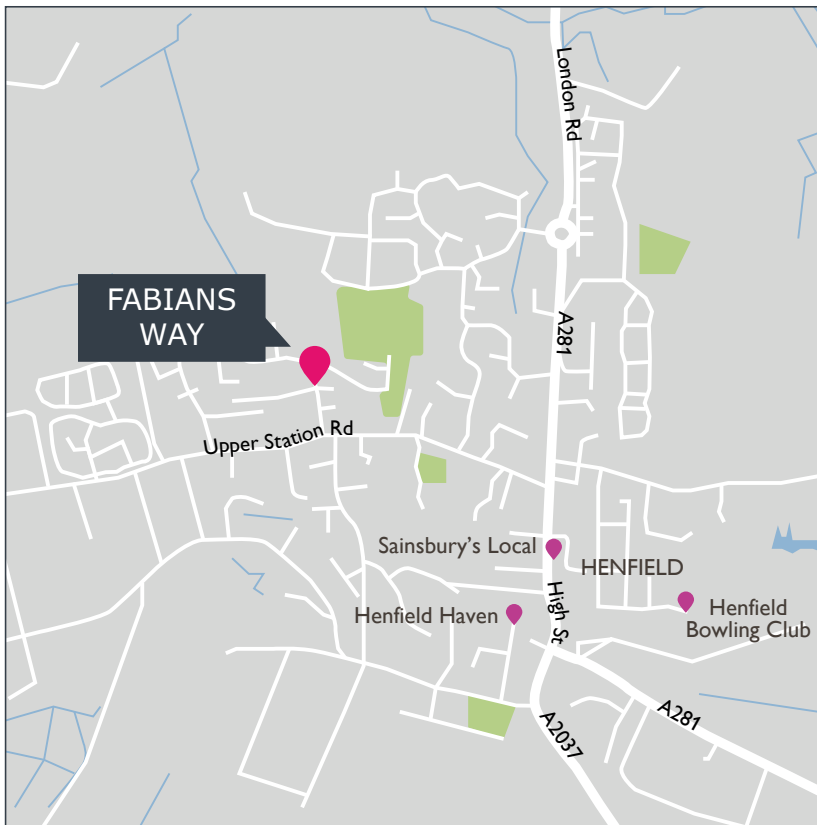 London Rd
FABIANS
WAY
A281
Upper Station Rd
Sainsbury's Local
HENFIELD
High St
Henfield Haven
Henfield
Bowling Club
A281
A2037